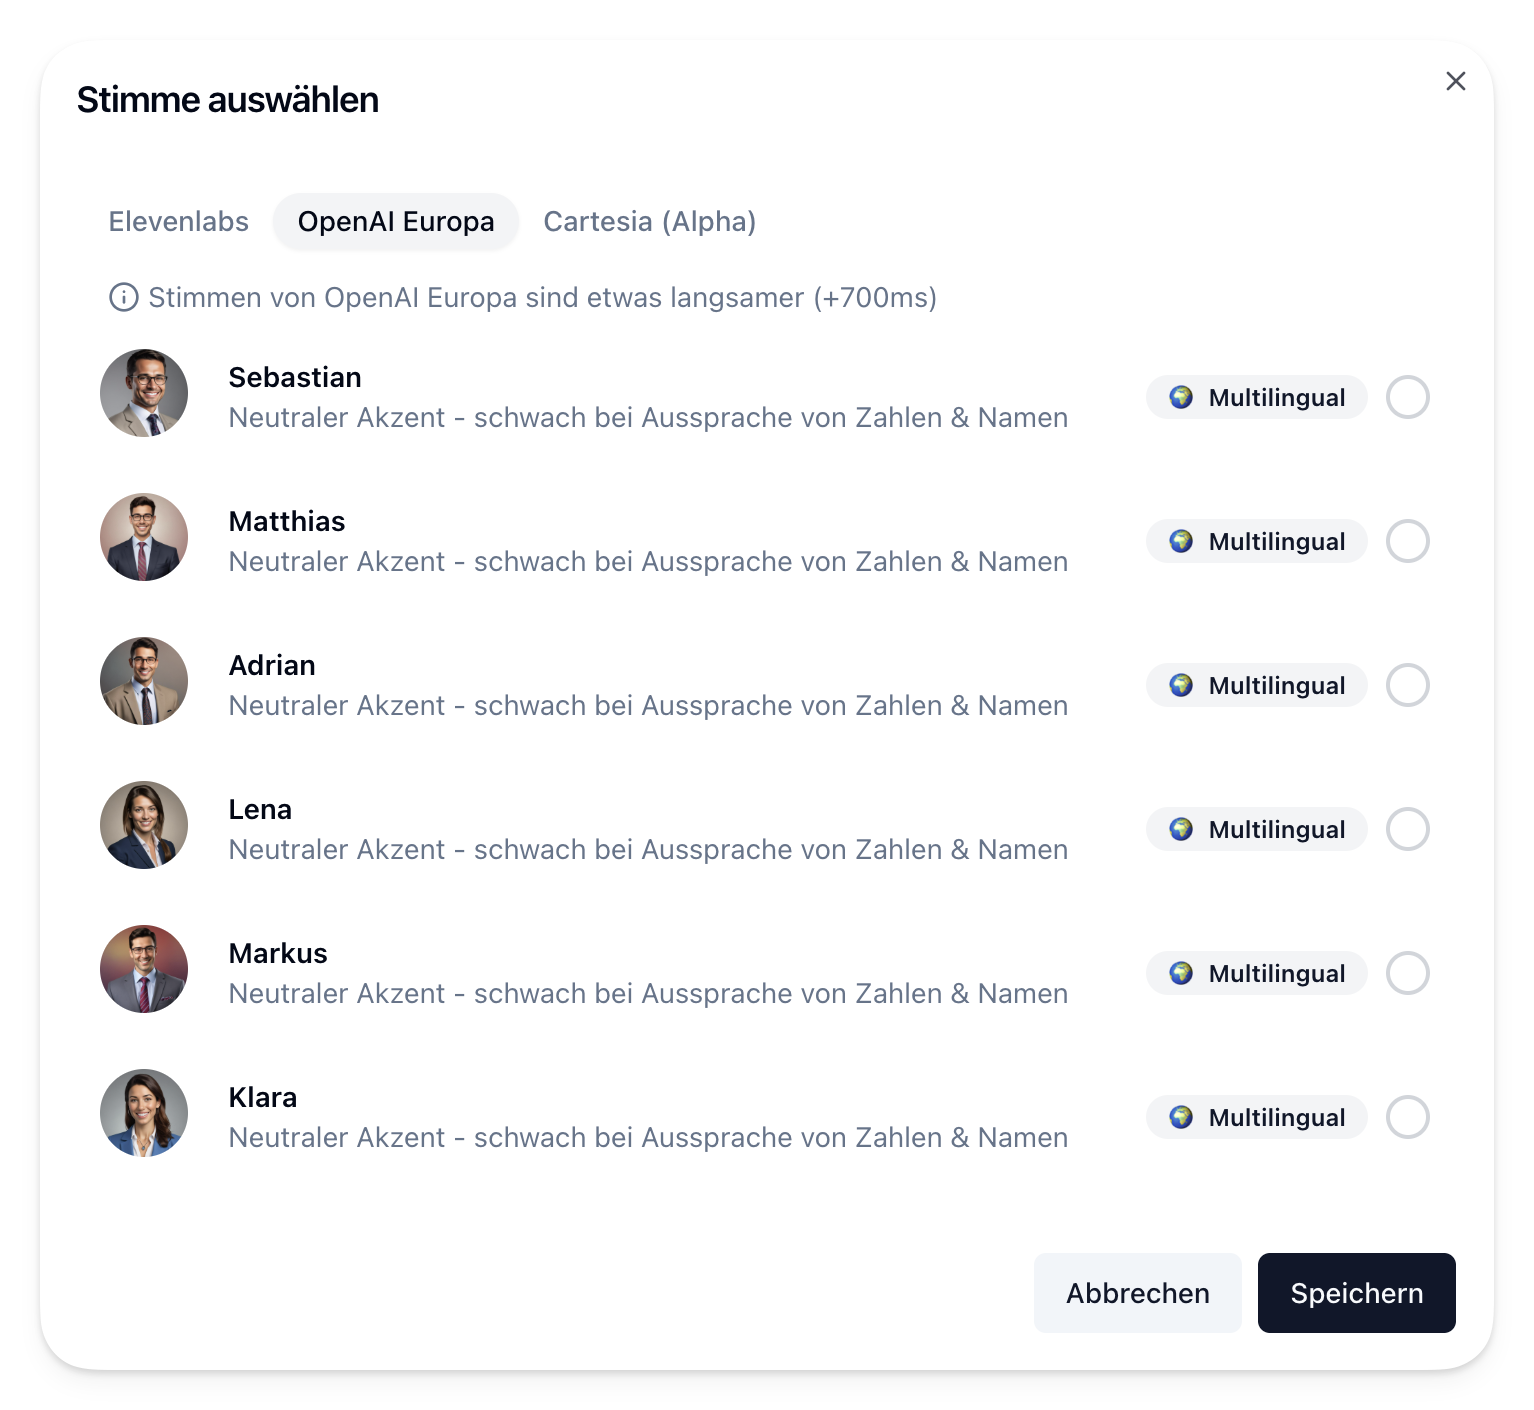 Stimme auswählen
Elevenlabs OpenAI Europa Cartesia (Alpha)
Stimmen von OpenAI Europa sind etwas langsamer (+700ms)
Sebastian
Neutraler Akzent - schwach bei Aussprache von Zahlen & Namen
Multilingual
Matthias
Neutraler Akzent - schwach bei Aussprache von Zahlen & Namen
Multilingual
Adrian
Neutraler Akzent - schwach bei Aussprache von Zahlen & Namen
Multilingual
Lena
Neutraler Akzent - schwach bei Aussprache von Zahlen & Namen
Multilingual
Markus
Neutraler Akzent - schwach bei Aussprache von Zahlen & Namen
Multilingual
Klara
Neutraler Akzent - schwach bei Aussprache von Zahlen & Namen
Multilingual
Abbrechen Speichern